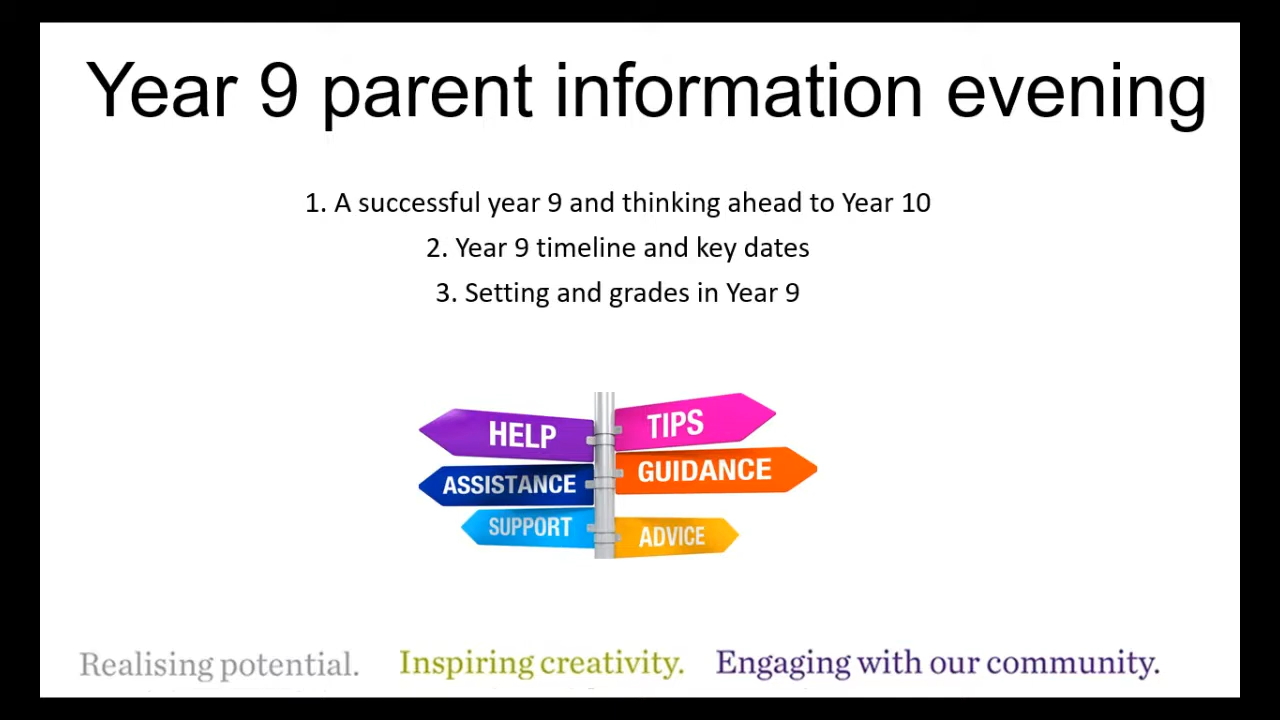 Year 9 parent information evening
1. A successful year 9 and thinking ahead to Year 10
2. Year 9 timeline and key dates
3. Setting and grades in Year 9
HELP
TIPS
ASSISTANCE
GUIDANCE
SUPPORT
ADVICE
Realising potential. Inspiring creativity. Engaging with our community.